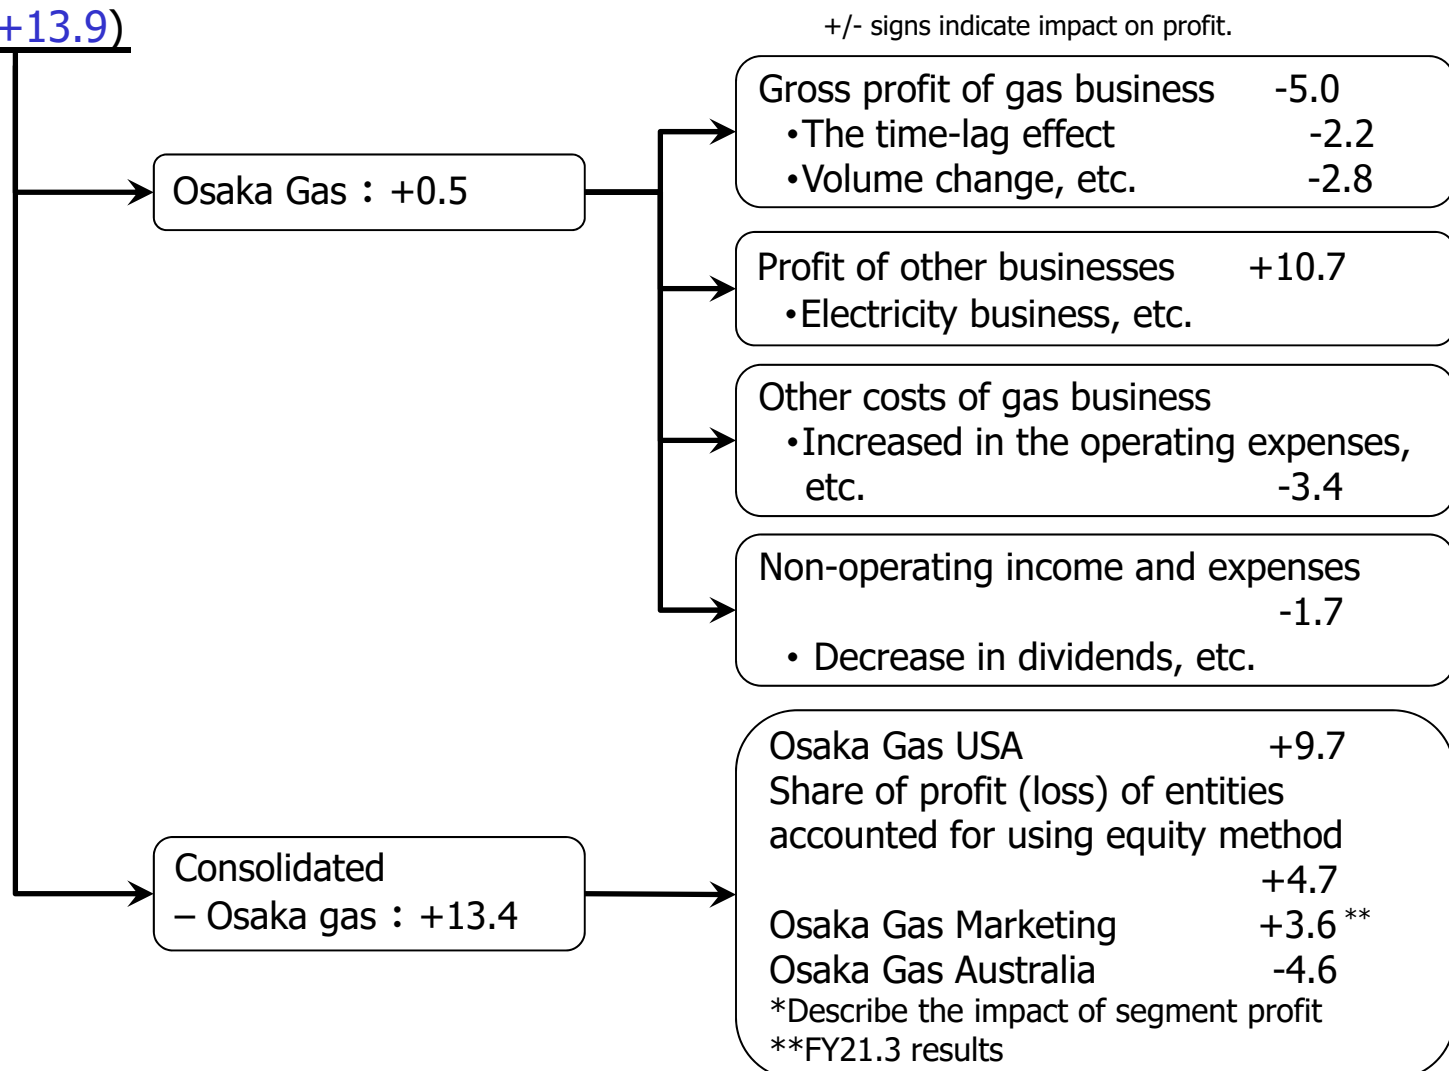 +13.9)
+/- signs indicate impact on profit.
Gross profit of gas business -5.0
•The time-lag effect -2.2
•Volume change, etc. -2.8
Osaka Gas：+0.5
Profit of other businesses +10.7
•Electricity business, etc.
Other costs of gas business
•Increased in the operating expenses,
etc. -3.4
Non-operating income and expenses
-1.7
• Decrease in dividends, etc.
Consolidated
– Osaka gas：+13.4
Osaka Gas USA +9.7
Share of profit (loss) of entities
accounted for using equity method
+4.7
Osaka Gas Marketing +3.6 **
Osaka Gas Australia -4.6
*Describe the impact of segment profit
**FY21.3 results